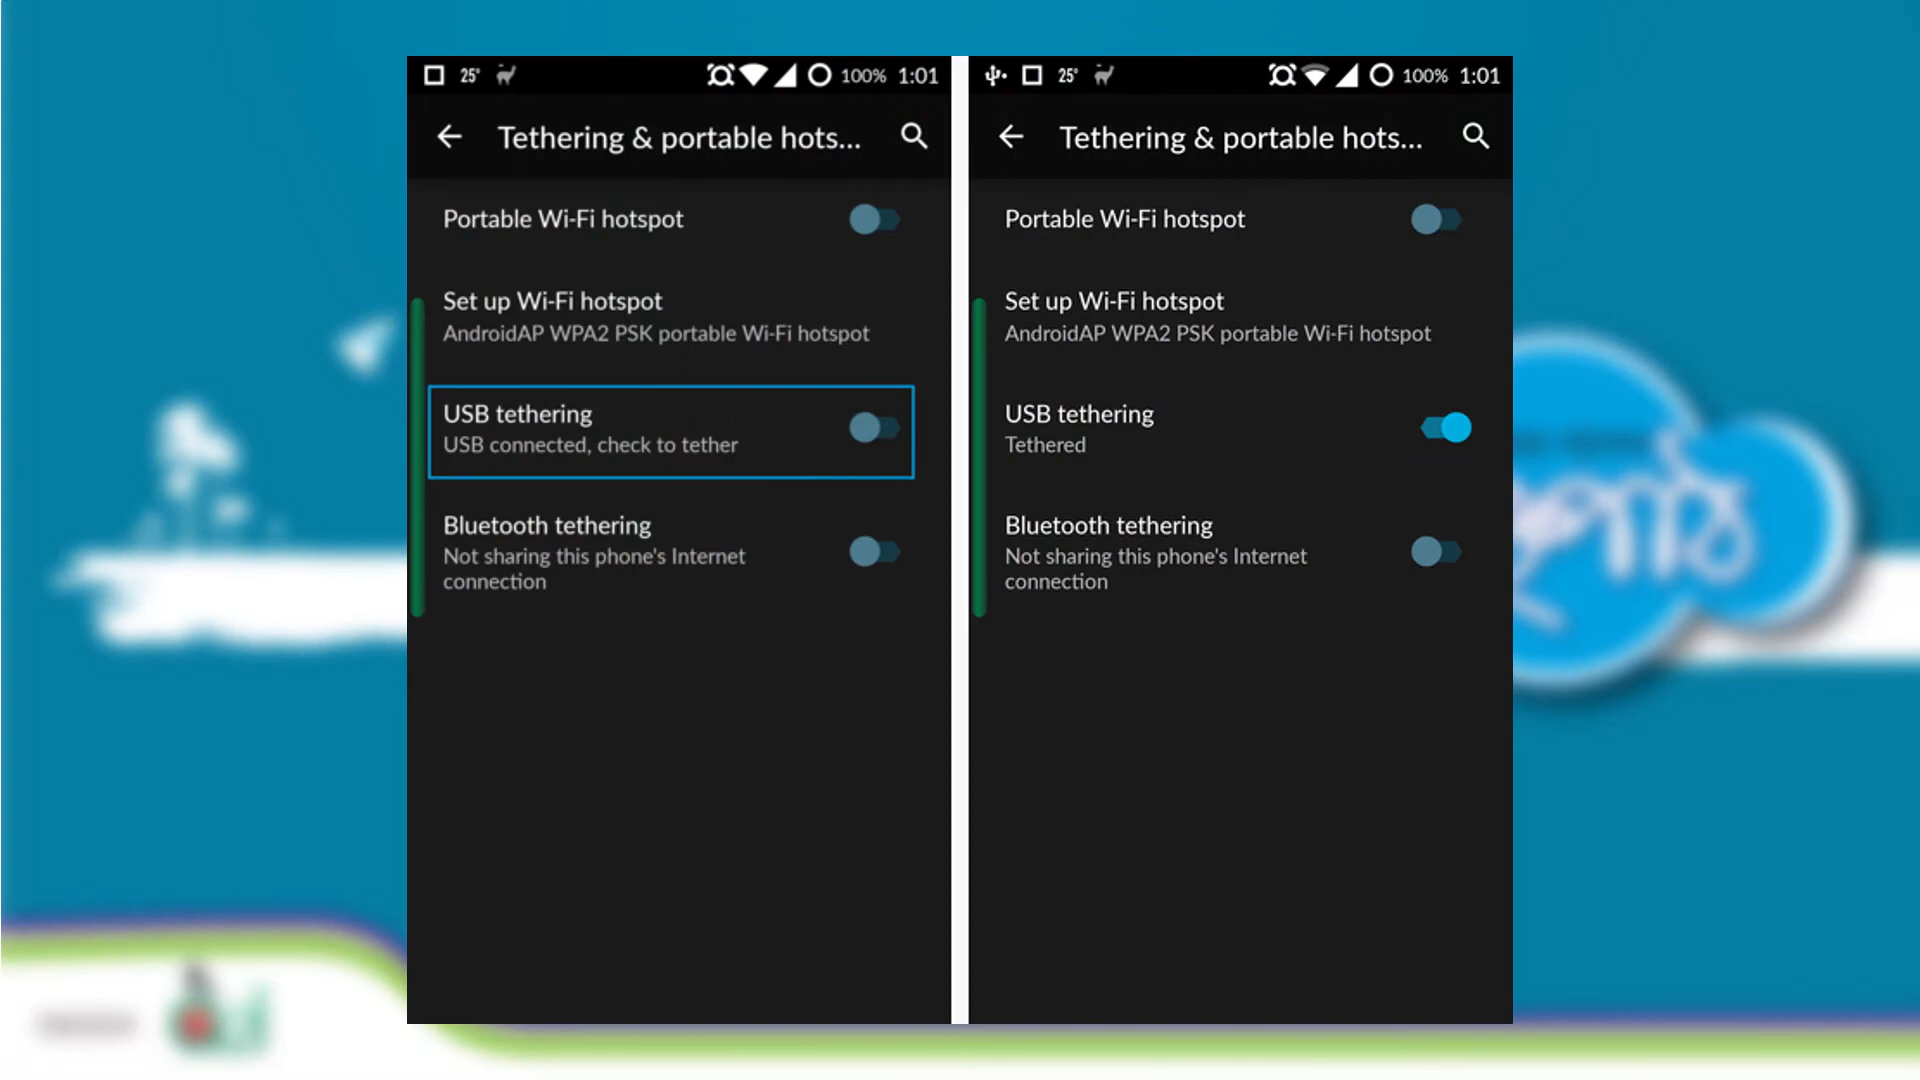 25° 100% 1:01
Tethering & portable hots...
Portable Wi-Fi hotspot
Set up Wi-Fi hotspot
AndroidAP WPA2 PSK portable Wi-Fi hotspot
USB tethering
USB connected, check to tether
Bluetooth tethering
Not sharing this phone's Internet
connection
25° 100% 1:01
Tethering & portable hots...
Portable Wi-Fi hotspot
Set up Wi-Fi hotspot
AndroidAP WPA2 PSK portable Wi-Fi hotspot
USB tethering
Tethered
Bluetooth tethering
Not sharing this phone's Internet
connection